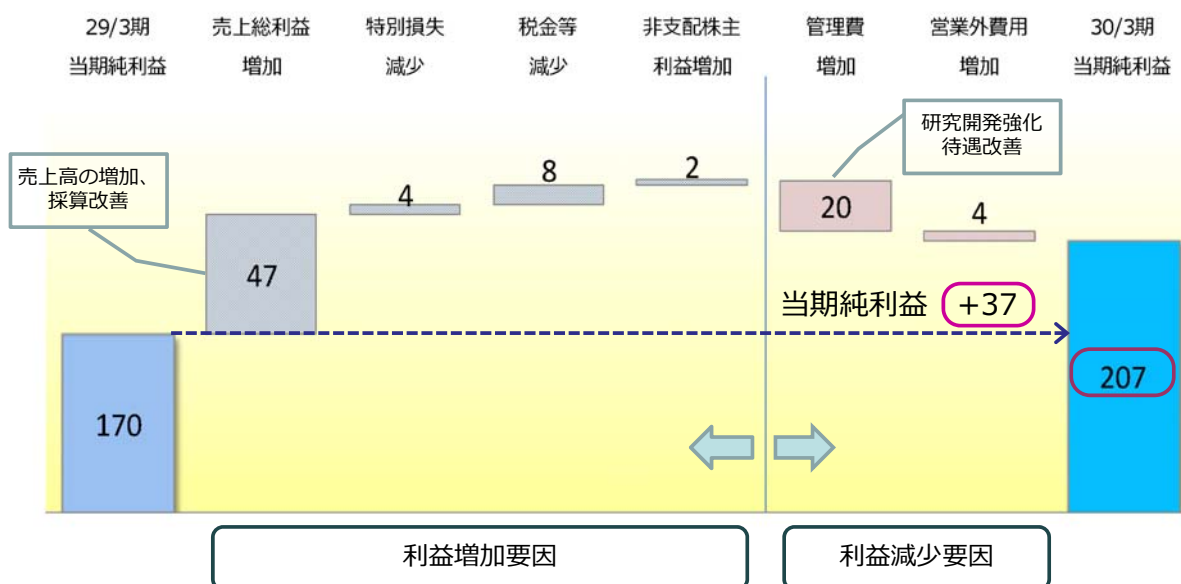 29/3期
当期純利益
売上総利益
増加
特別損失
減少
税金等
減少
非支配株主
利益増加
管理費
増加
営業外費用
増加
30/3期
当期純利益
売上高の増加、
採算改善
研究開発強化
待遇改善
170
47
4
8
2
20
4
当期純利益 +37
207
利益増加要因
利益減少要因